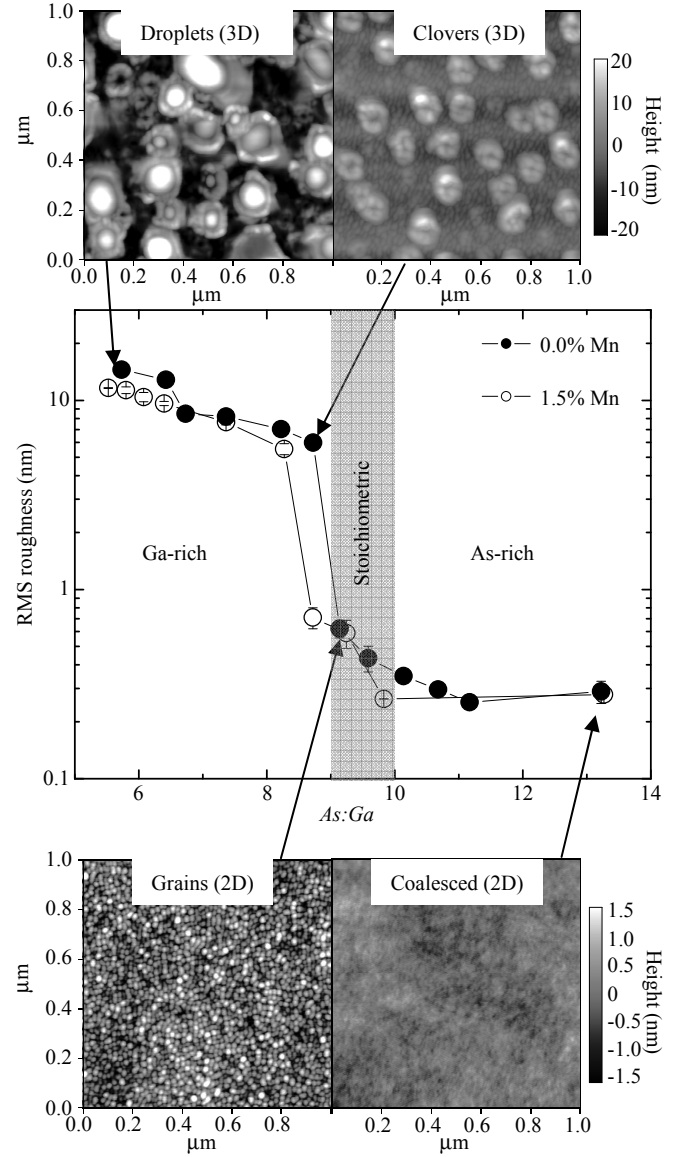 Droplets (3D)
Clovers (3D)
1.0
0.8
0.6
0.4
0.2
0.0
μm
0.0
0.2
0.4
0.6
0.8
μm
0.2
0.4
0.6
0.8
1.0
μm
20
10
0
-10
-20
Height (nm)
0.0% Mn
1.5% Mn
10
1
0.1
RMS roughness (nm)
Ga-rich
Stoichiometric
As-rich
6
8
10
12
14
As:Ga
Grains (2D)
Coalesced (2D)
1.0
0.8
0.6
0.4
0.2
0.0
μm
0.0
0.2
0.4
0.6
0.8
μm
0.2
0.4
0.6
0.8
1.0
μm
1.5
1.0
0.5
0.0
-0.5
-1.0
-1.5
Height (nm)